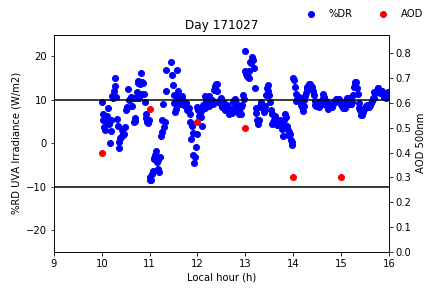 %DR AOD
Day 171027
%RD UVA Irradiance (W/m2)
20
10
0
−10
−20
0.8
0.7
0.6
0.5
0.4
0.3
0.2
0.1
0.0
AOD 500nm
9 10 11 12 13 14 15 16
Local hour (h)